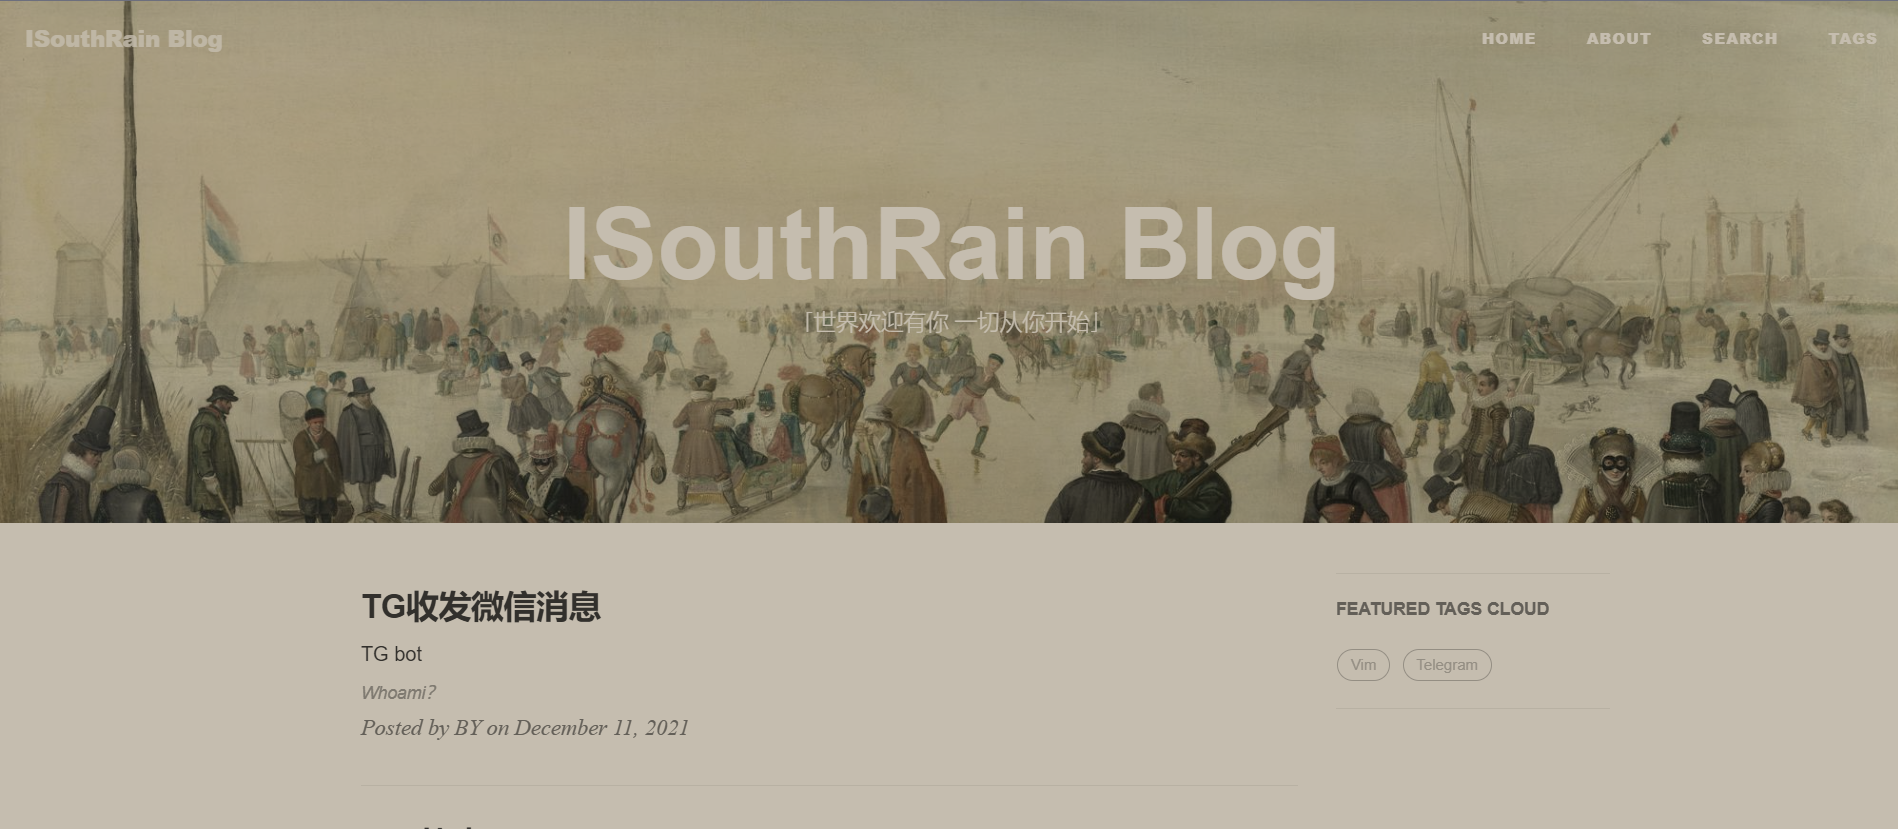 ISouthRain Blog
HOME ABOUT SEARCH TAGS
ISouthRain Blog
「世界欢迎有你 一切从你开始」
TG收发微信消息
TG bot
Whoami？
Posted by BY on December 11, 2021
FEATURED TAGS CLOUD
Vim Telegram